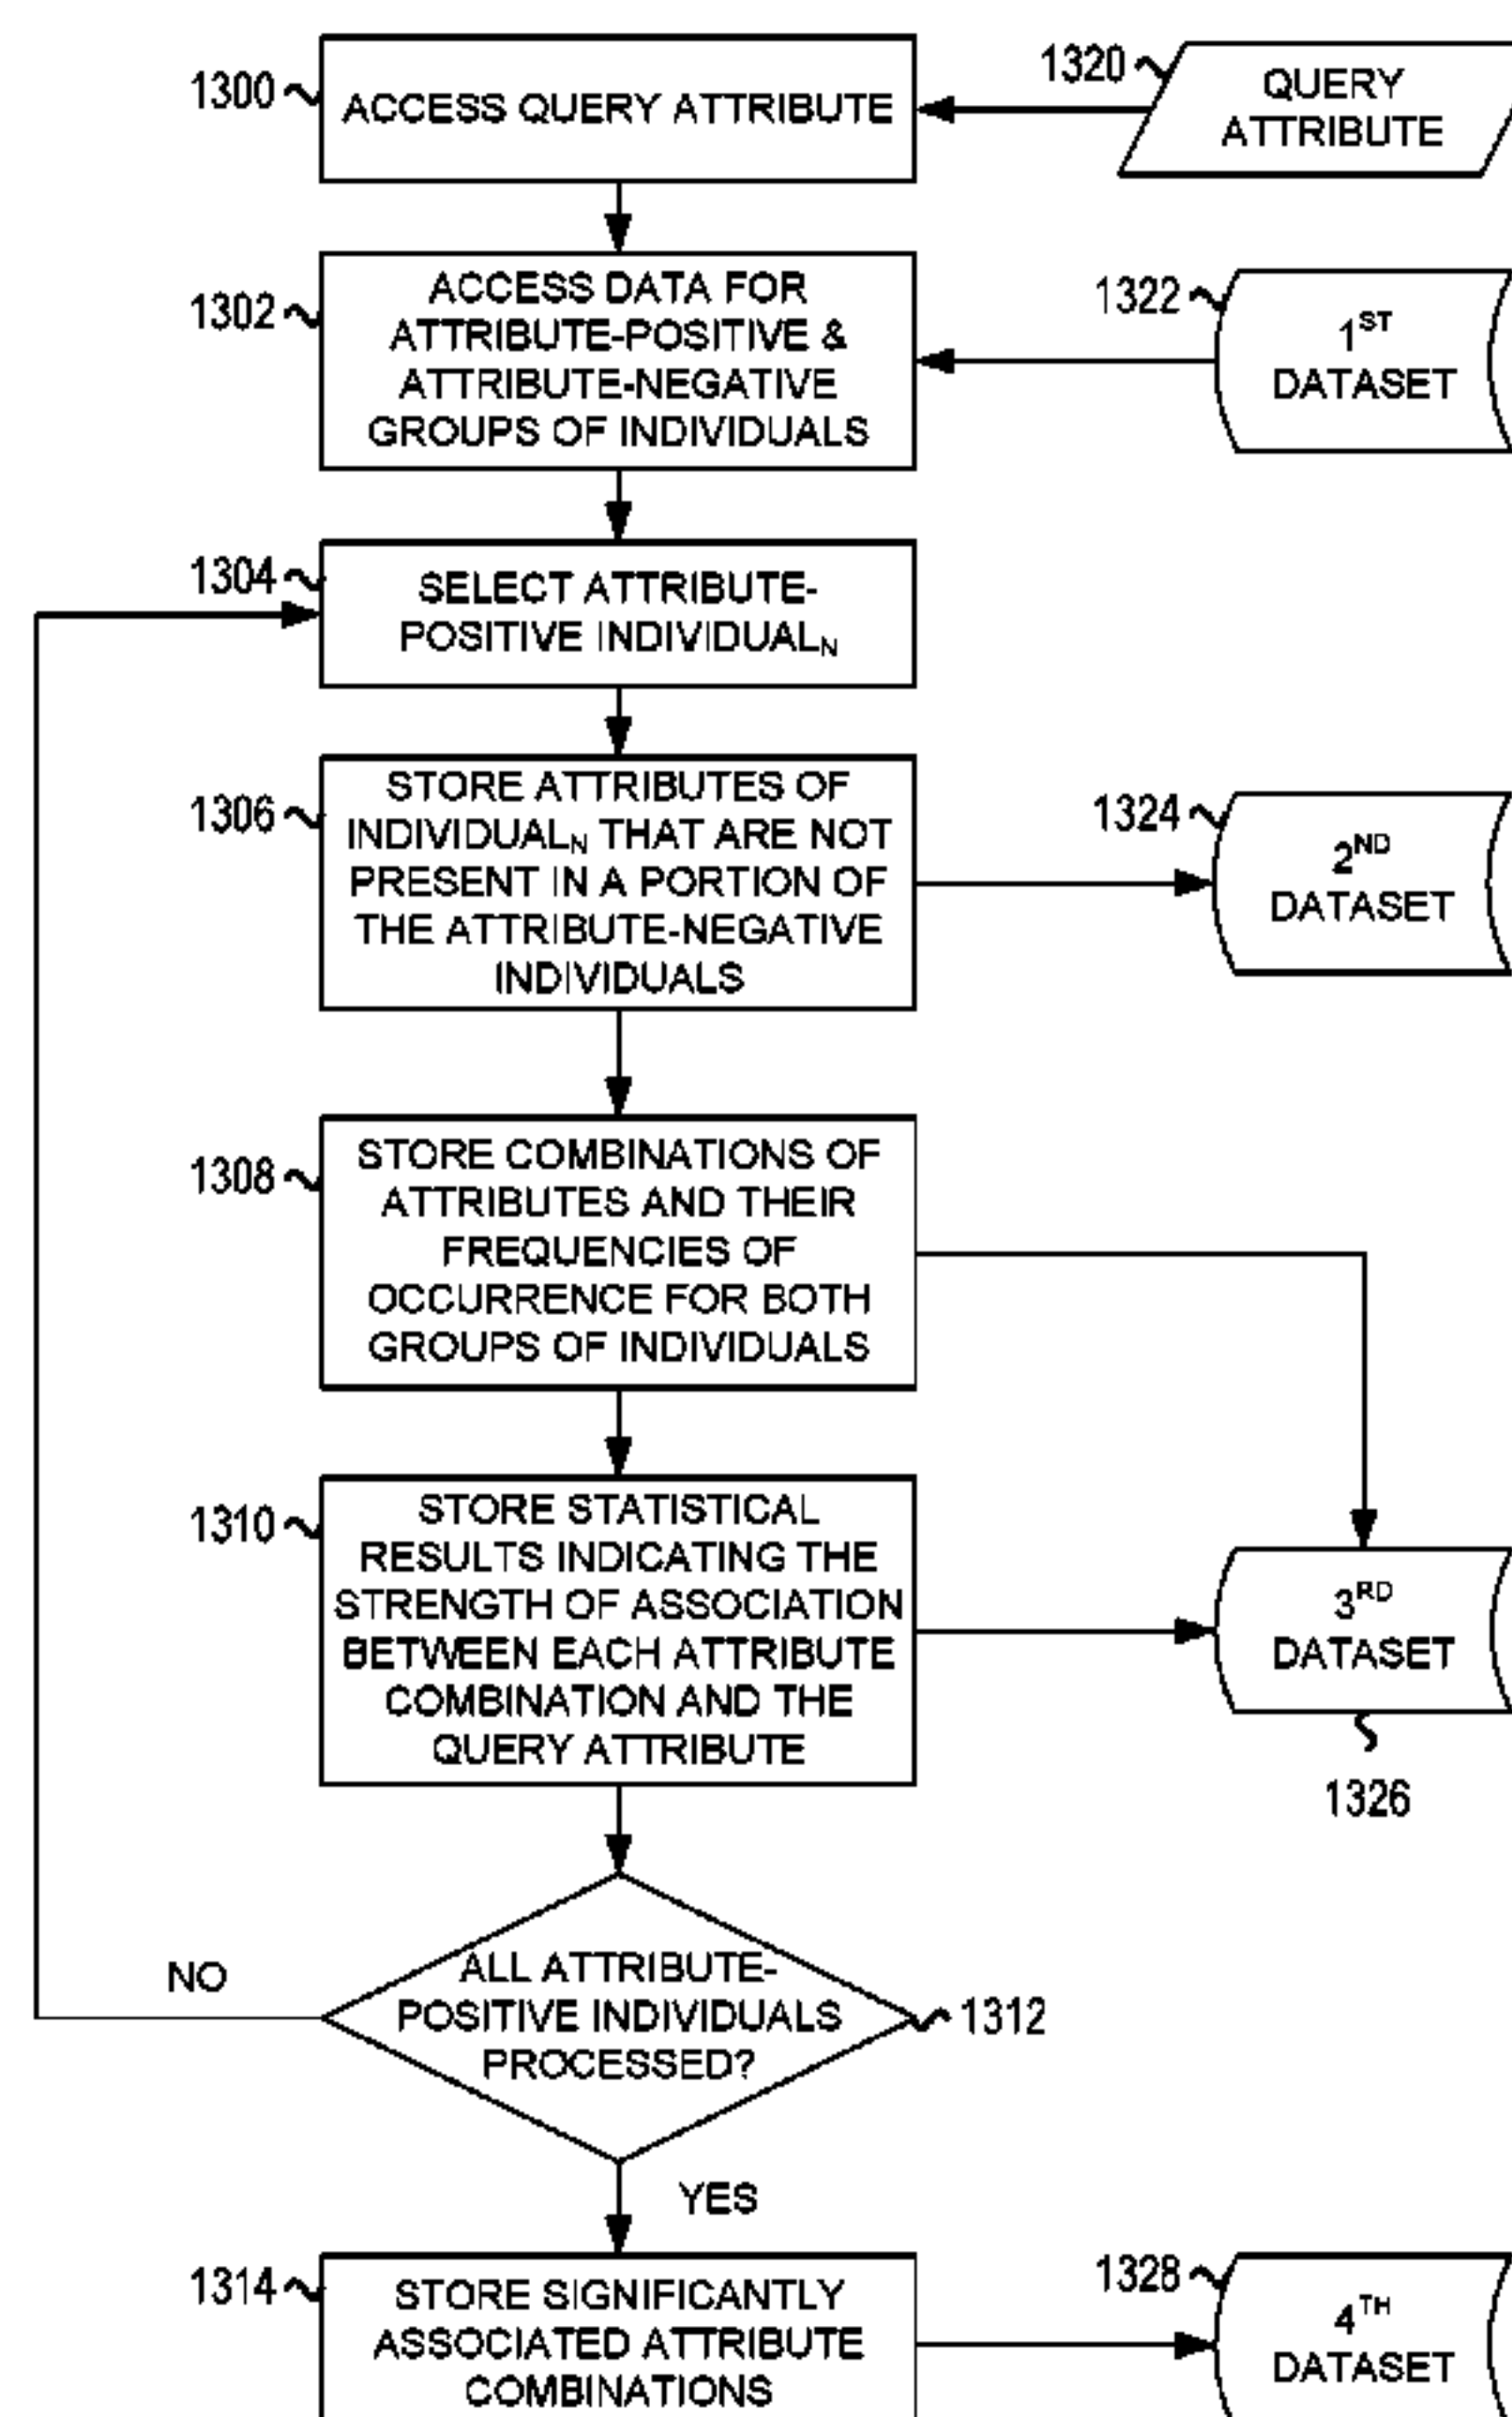 1300
ACCESS QUERY ATTRIBUTE
1320
QUERY
ATTRIBUTE
1302
ACCESS DATA FOR
ATTRIBUTE-POSITIVE &
ATTRIBUTE-NEGATIVE
GROUPS OF INDIVIDUALS
1322
1ST
DATASET
1304
SELECT ATTRIBUTE-
POSITIVE INDIVIDUALN
1306
STORE ATTRIBUTES OF
INDIVIDUALN THAT ARE NOT
PRESENT IN A PORTION OF
THE ATTRIBUTE-NEGATIVE
INDIVIDUALS
1324
2ND
DATASET
1308
STORE COMBINATIONS OF
ATTRIBUTES AND THEIR
FREQUENCIES OF
OCCURRENCE FOR BOTH
GROUPS OF INDIVIDUALS
1310
STORE STATISTICAL
RESULTS INDICATING THE
STRENGTH OF ASSOCIATION
BETWEEN EACH ATTRIBUTE
COMBINATION AND THE
QUERY ATTRIBUTE
3RD
DATASET
1326
NO
ALL ATTRIBUTE-
POSITIVE INDIVIDUALS
PROCESSED?
1312
YES
1314
STORE SIGNIFICANTLY
ASSOCIATED ATTRIBUTE
COMBINATIONS
1328
4TH
DATASET